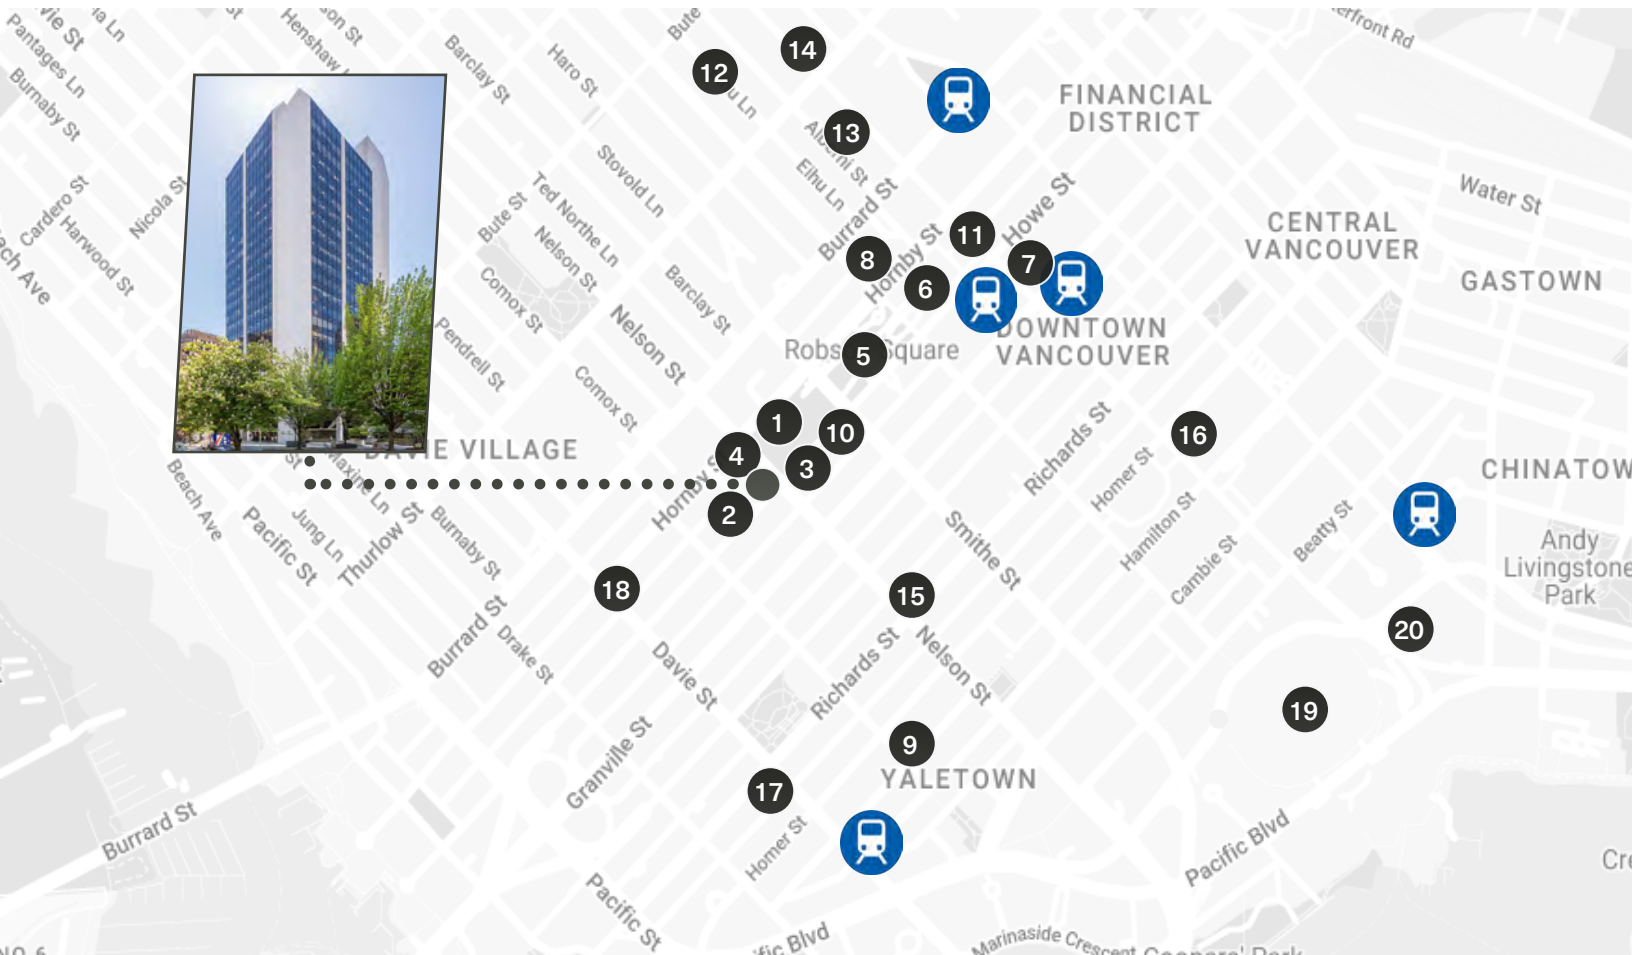 Henshaw
Barclay St
Haro St
Bute
12
14
13
FINANCIAL
DISTRICT
Pantages Ln
Burnaby St
Cardero St
Harwood St
Nicola St
Stovold Ln
Ted Northe Ln
Bute St
Nelson St
Comox St
Elhu Ln
Burrard St
Hornby St
Howe St
11
8
7
6
Water St
CENTRAL
VANCOUVER
GASTOWN
DOWNTOWN
VANCOUVER
Barclay St
Nelson St
Pendrell St
Comox St
5
1
10
4
3
2
Richards St
Homer St
16
Hamilton St
Cambie St
Beatty St
Smithe St
Beach Ave
Pacific St
Jung Ln
Maxine Ln
Thurlow St
Burnaby St
18
15
Andy
Livingstone
Park
20
Burrard St
Drake St
Davie St
Richards St
Nelson St
19
9
YALETOWN
Granville St
17
Homer St
Burrard St
Pacific Blvd
Pacific St
Marinaside Crescent